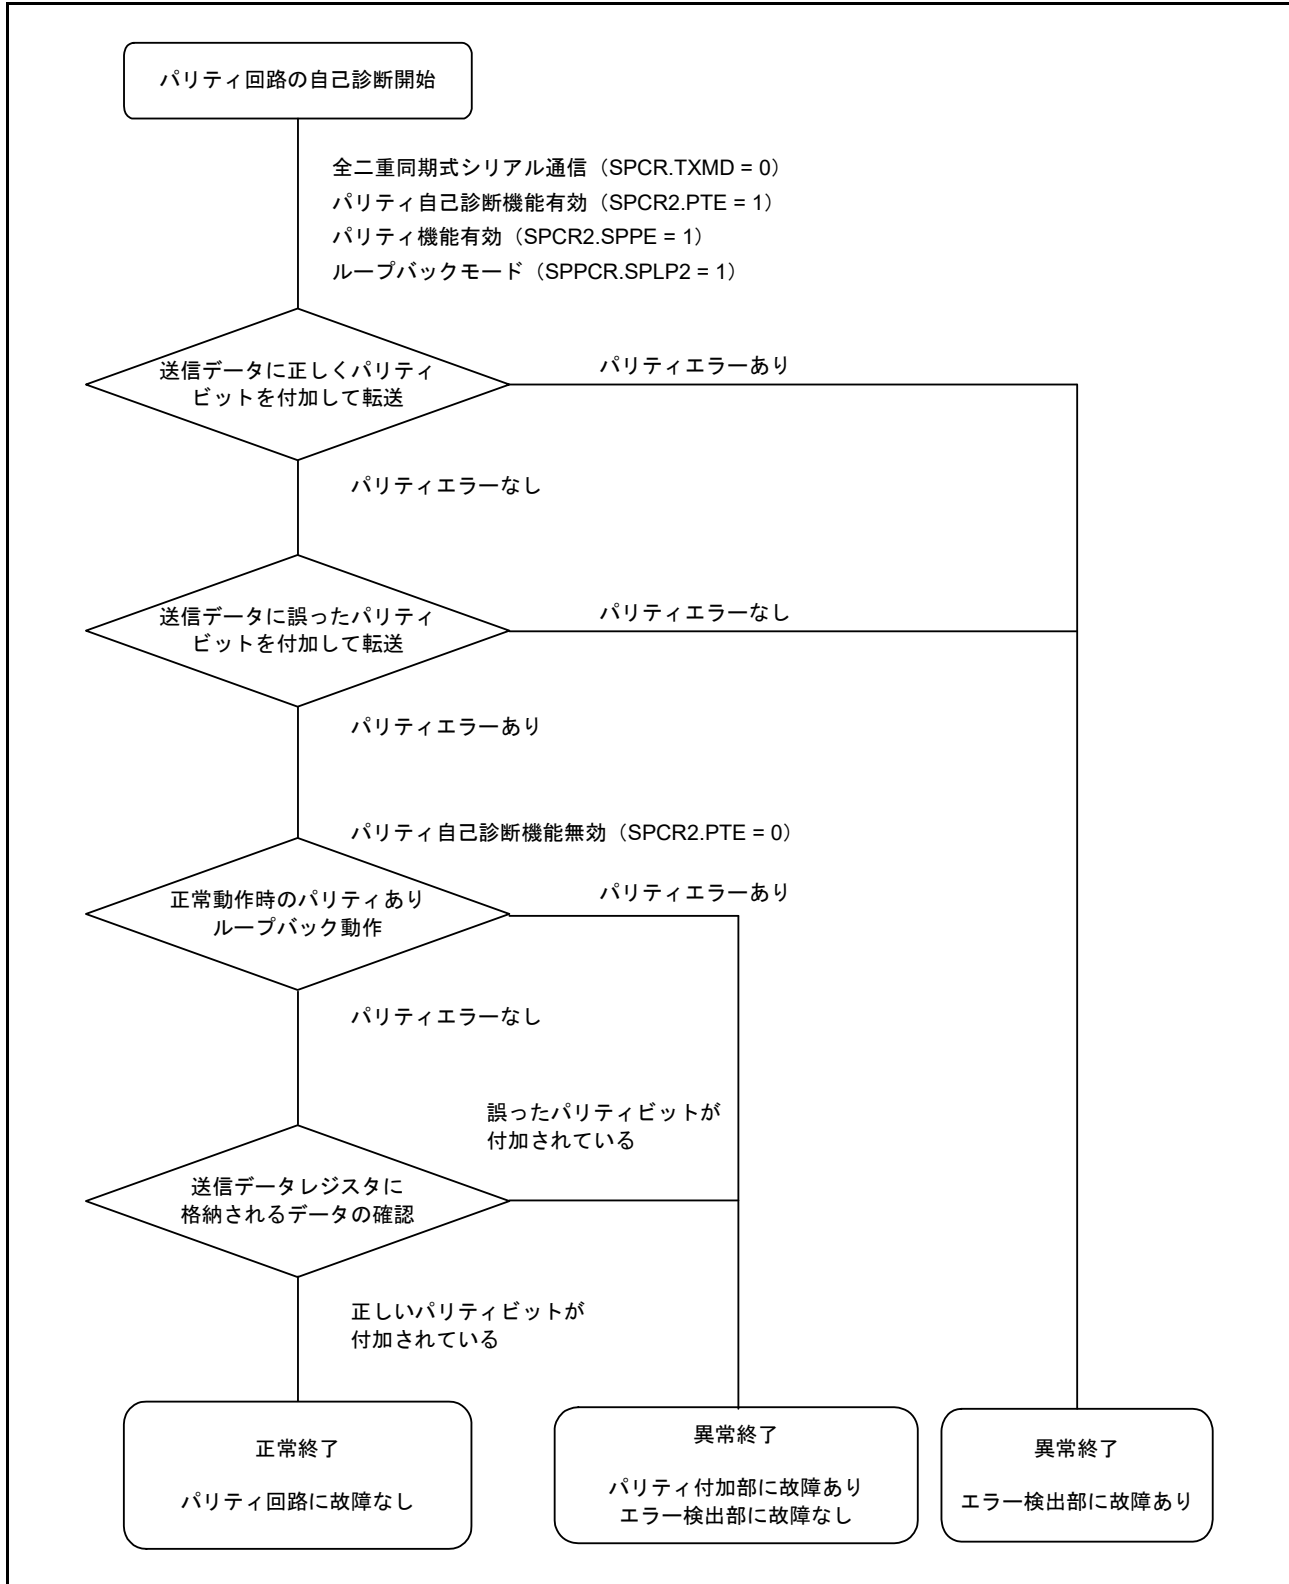 パリティ回路の自己診断開始
全二重同期式シリアル通信（SPCR.TXMD = 0）
パリティ自己診断機能有効（SPCR2.PTE = 1）
パリティ機能有効（SPCR2.SPPE = 1）
ループバックモード（SPPCR.SPLP2 = 1）
送信データに正しくパリティ
ビットを付加して転送
パリティエラーあり
パリティエラーなし
送信データに誤ったパリティ
ビットを付加して転送
パリティエラーなし
パリティエラーあり
パリティ自己診断機能無効（SPCR2.PTE = 0）
正常動作時のパリティあり
ループバック動作
パリティエラーあり
パリティエラーなし
誤ったパリティビットが
付加されている
送信データレジスタに
格納されるデータの確認
正しいパリティビットが
付加されている
正常終了
パリティ回路に故障なし
異常終了
パリティ付加部に故障あり
エラー検出部に故障なし
異常終了
エラー検出部に故障あり